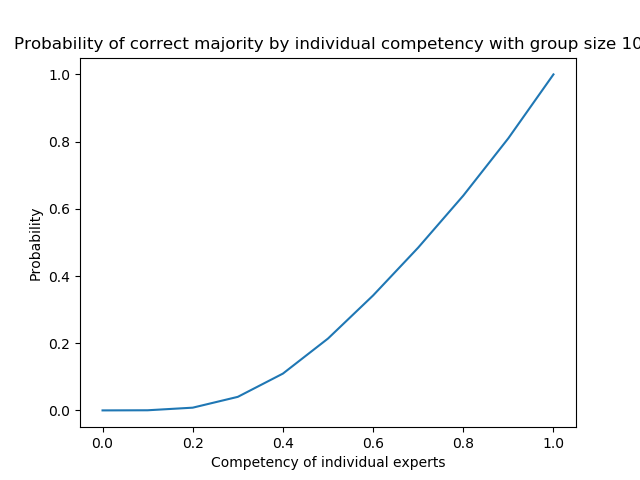 Probability of correct majority by individual competency with group size 10
1.0
0.8
0.6
0.4
0.2
0.0
Probability
0.0 0.2 0.4 0.6 0.8 1.0
Competency of individual experts